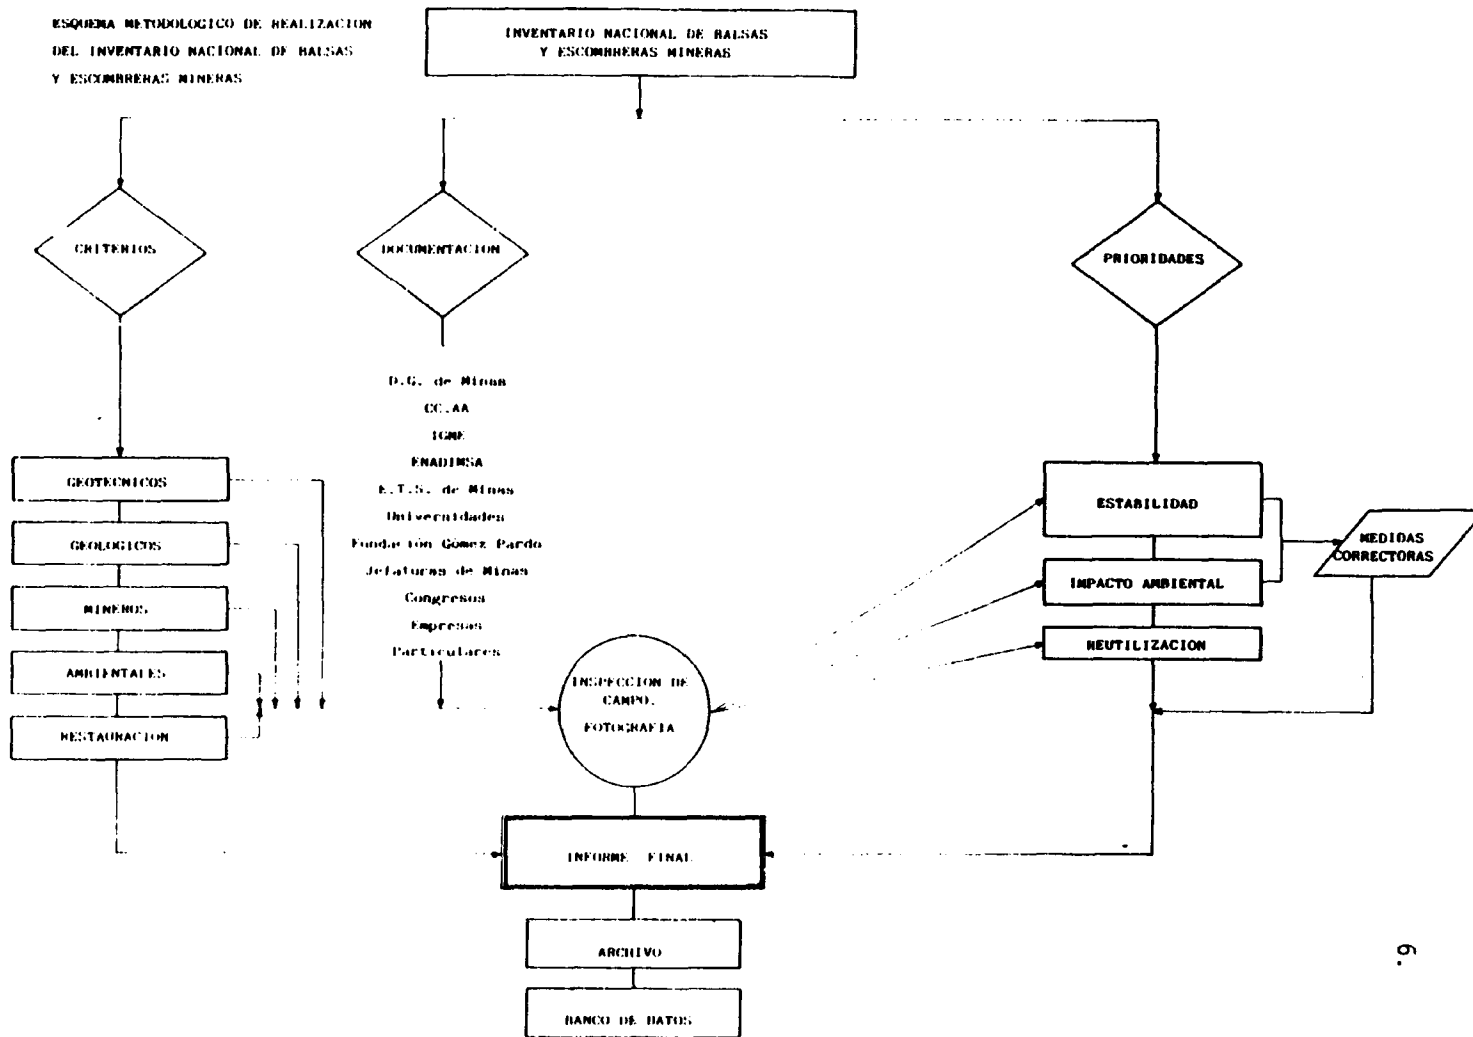 ESQUEMA METODOLOGICO DE REALIZACION
DEL INVENTARIO NACIONAL DE BALSAS
Y ESCOMBRERAS MINERAS
INVENTARIO NACIONAL DE BALSAS
Y ESCOMBRERAS MINERAS
CRITERIOS
DOCUMENTACION
PRIORIDADES
D.G. de Minas
CC.AA
IGME
ENADIMSA
E.T.S. de Minas
Universidades
Fundación Gómez Pardo
Jefaturas de Minas
Congresos
Empresas
Particulares
GEOTECNICOS
GEOLOGICOS
MINEROS
AMBIENTALES
RESTAURACION
ESTABILIDAD
IMPACTO AMBIENTAL
REUTILIZACION
MEDIDAS
CORRECTORAS
INSPECCION DE
CAMPO.
FOTOGRAFIA
INFORME FINAL
ARCHIVO
BANCO DE DATOS
6.